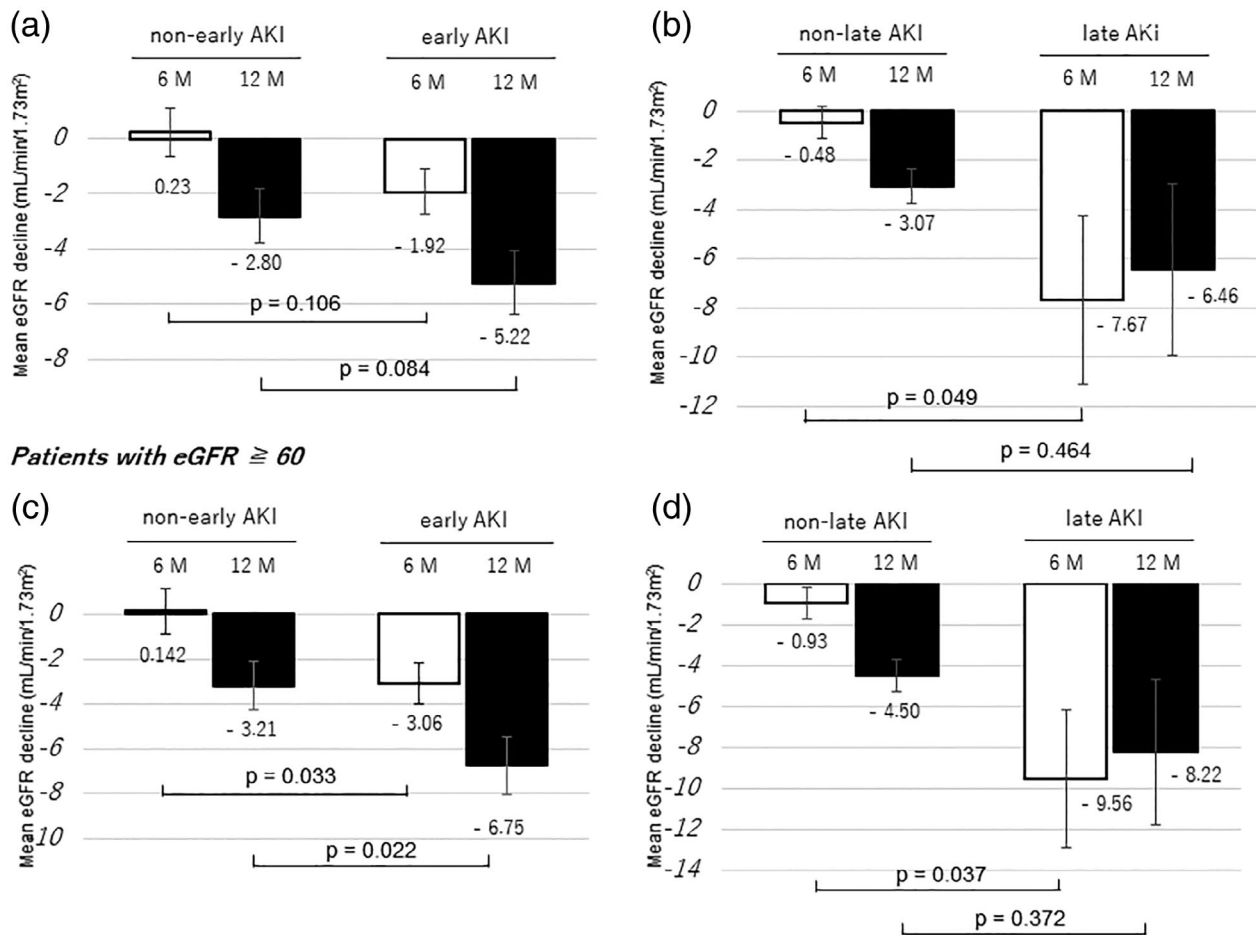 (a)
non-early AKI early AKI
6 M 12 M 6 M 12 M
Mean eGFR decline (mL/min/1.73m²)
0
-2
-4
-6
-8
0.23
- 2.80
- 1.92
- 5.22
p = 0.106
p = 0.084
(b)
non-late AKI late AKi
6 M 12 M 6 M 12 M
Mean eGFR decline (mL/min/1.73m²)
0
-2
-4
-6
-8
-10
-12
- 0.48
- 3.07
- 7.67
- 6.46
p = 0.049
p = 0.464
Patients with eGFR ≧ 60
(c)
non-early AKI early AKI
6 M 12 M 6 M 12 M
Mean eGFR decline (mL/min/1.73m²)
0
-2
-4
-6
-8
10
0.142
- 3.21
- 3.06
- 6.75
p = 0.033
p = 0.022
(d)
non-late AKI late AKI
6 M 12 M 6 M 12 M
Mean eGFR decline (mL/min/1.73m²)
0
-2
-4
-6
-8
-10
-12
-14
- 0.93
- 4.50
- 9.56
- 8.22
p = 0.037
p = 0.372